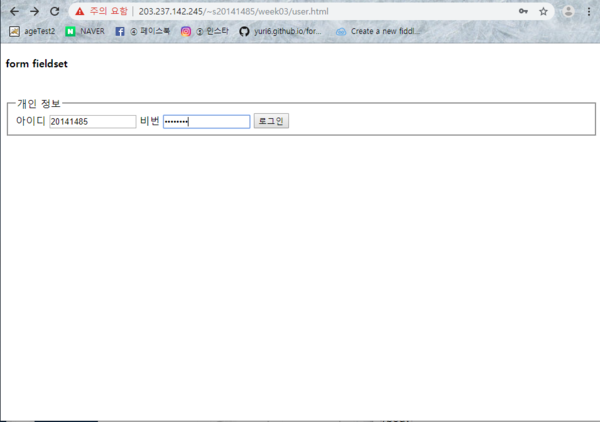 주의 요함 | 203.237.142.245/~s20141485/week03/user.html
ageTest2 NAVER ④ 페이스북 ⑤ 인스타 yuri6.github.io/for... Create a new fiddl...
form fieldset
개인 정보
아이디 20141485 비번 •••••••• 로그인